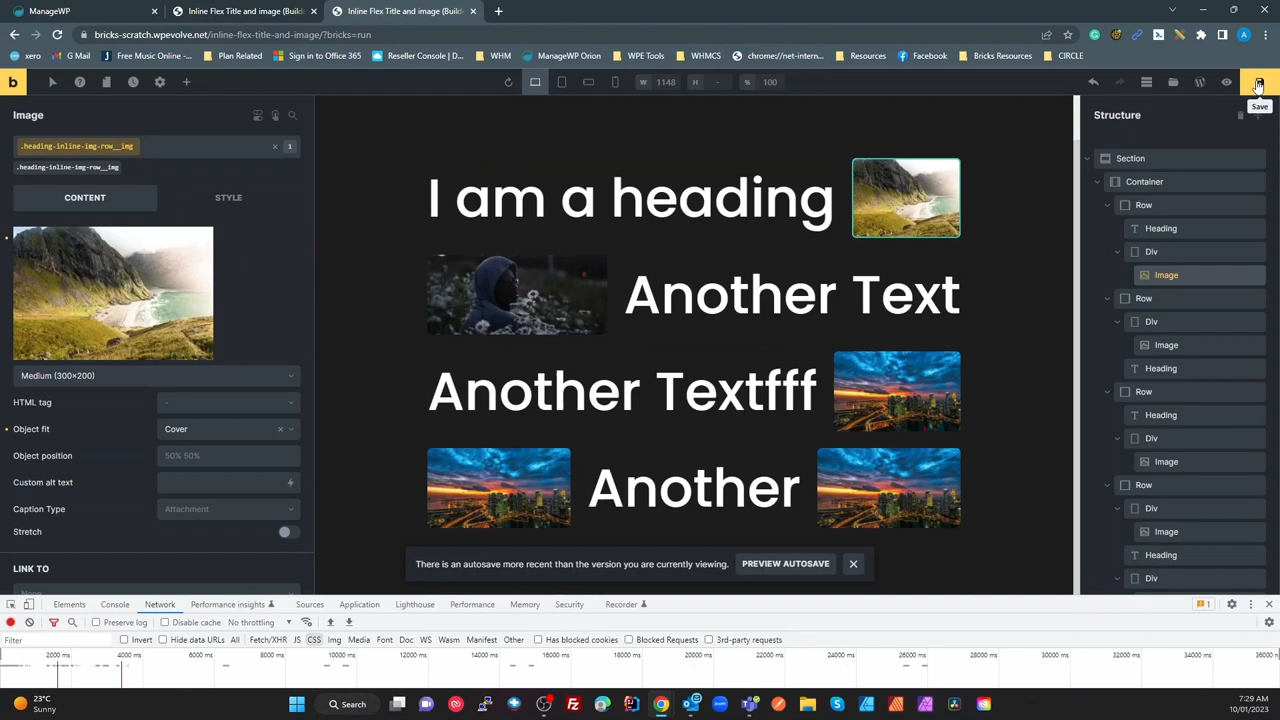 ManageWP
Inline Flex Title and image (Builde
Inline Flex Title and image (Builde
bricks-scratch.wpevolve.net/inline-flex-title-and-image/?bricks=run
xero
G Mail
Free Music Online -...
Plan Related
Sign in to Office 365
Reseller Console | D...
WHM
ManageWP Orion
WPF Tools
WHMCS
chrome://net-intern...
Resources
Facebook
Bricks Resources
CIRCLE
b
W 1148 H - % 100
Save
Image
.heading-inline-img-row__img
1
.heading-inline-img-row__img
CONTENT
STYLE
Medium (300×200)
HTML tag
-
Object fit
Cover
Object position
50% 50%
Custom alt text
Caption Type
Attachment
Stretch
LINK TO
None
I am a heading
Another Text
Another Textfff
Another
There is an autosave more recent than the version you are currently viewing.
PREVIEW AUTOSAVE
Structure
Section
Container
Row
Heading
Div
Image
Row
Div
Image
Heading
Row
Heading
Div
Image
Row
Div
Image
Heading
Div
Elements
Console
Network
Performance insights
Sources
Application
Lighthouse
Performance
Memory
Security
Recorder
1
Preserve log
Disable cache
No throttling
Filter
Invert
Hide data URLs
All
Fetch/XHR
JS
CSS
Img
Media
Font
Doc
WS
Wasm
Manifest
Other
Has blocked cookies
Blocked Requests
3rd-party requests
2000 ms
4000 ms
6000 ms
8000 ms
10000 ms
12000 ms
14000 ms
16000 ms
18000 ms
20000 ms
22000 ms
24000 ms
26000 ms
28000 ms
30000 ms
32000 ms
34000 ms
36000 n
23°C
Sunny
Search
7:29 AM
10/01/2023